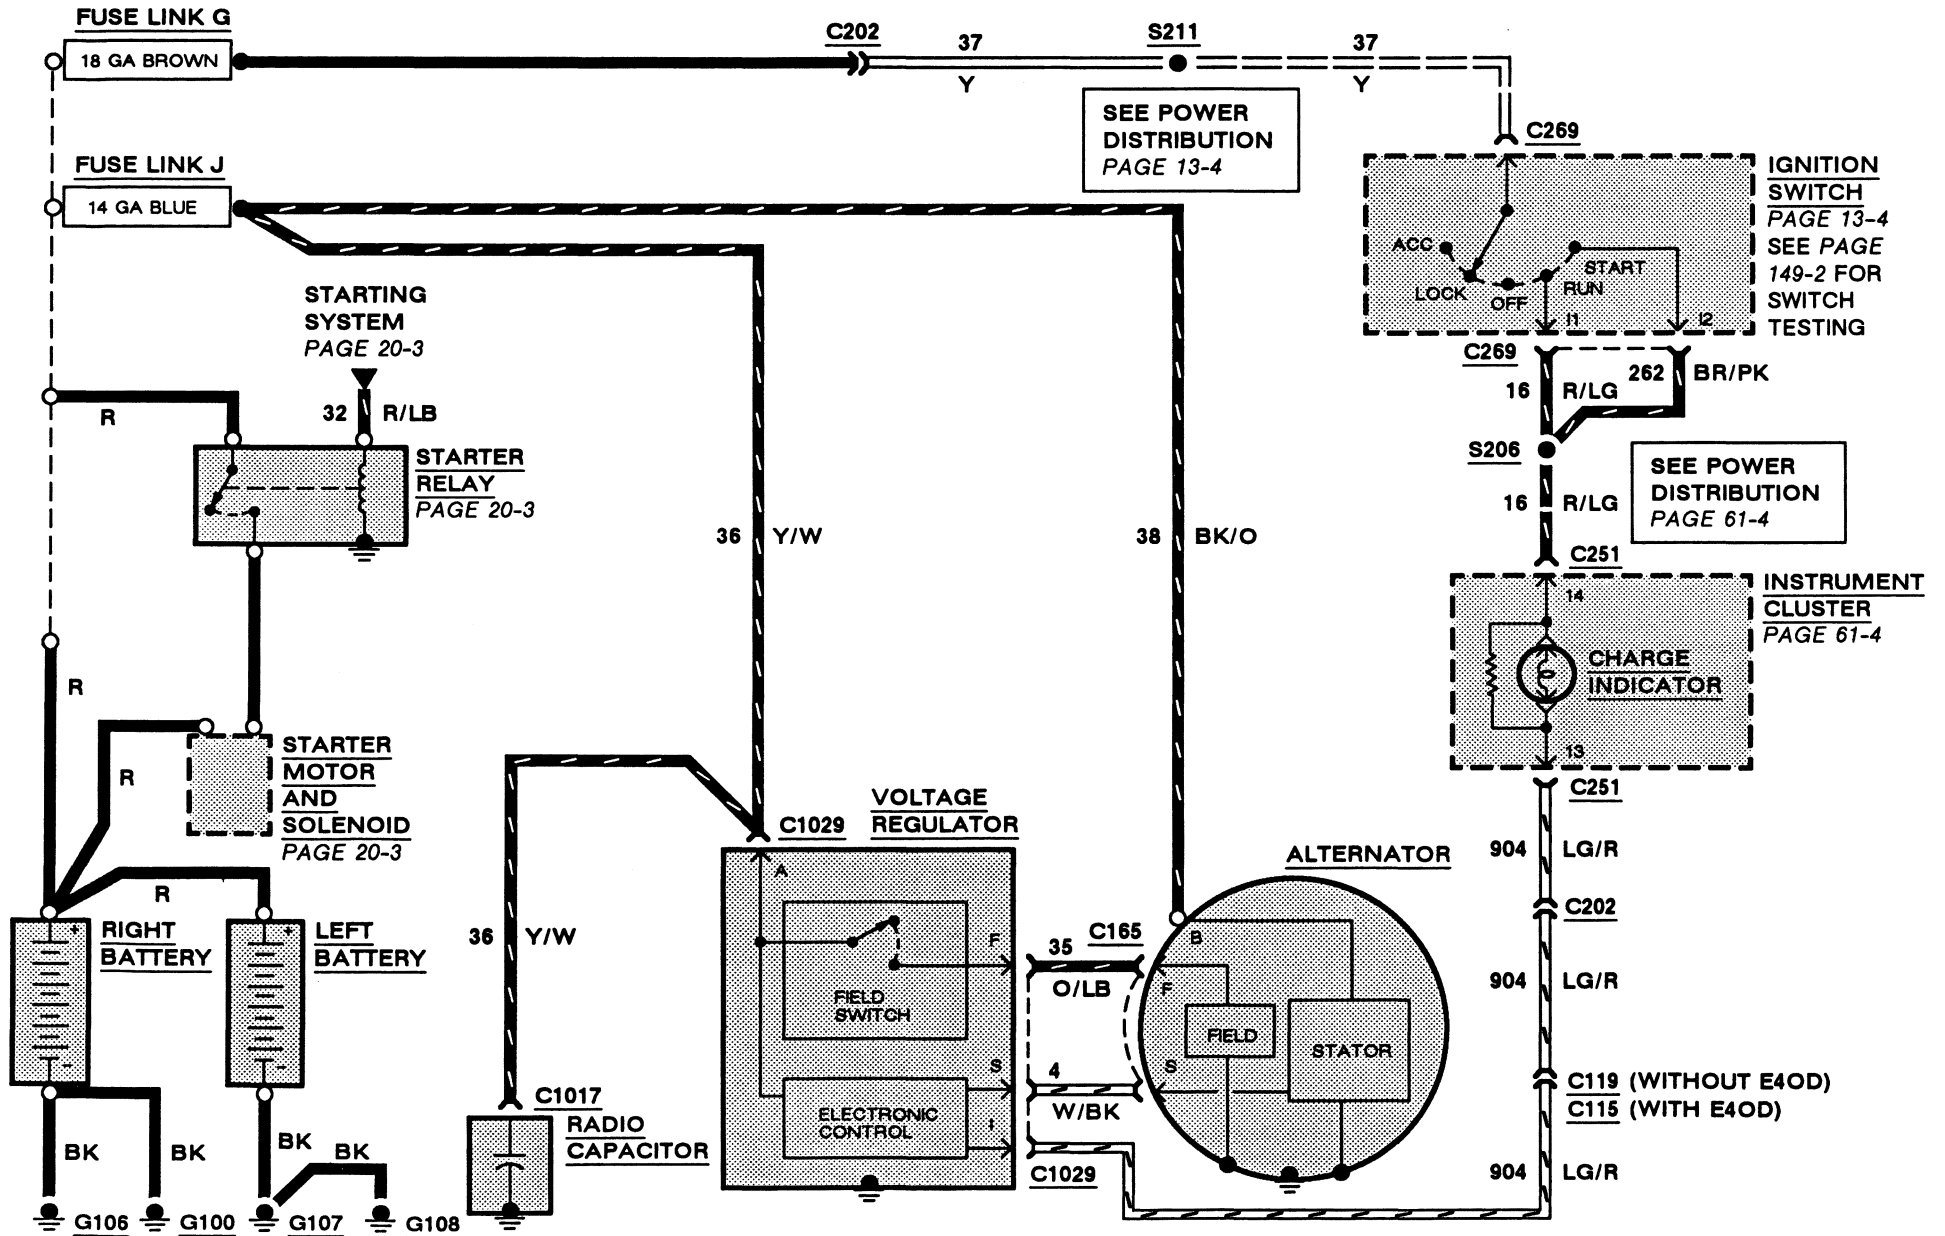 FUSE LINK G
18 GA BROWN
C202
37
Y
S211
37
Y
SEE POWER
DISTRIBUTION
PAGE 13-4
C269
FUSE LINK J
14 GA BLUE
IGNITION
SWITCH
PAGE 13-4
SEE PAGE
149-2 FOR
SWITCH
TESTING
ACC
LOCK
OFF
RUN
START
I1
I2
STARTING
SYSTEM
PAGE 20-3
R
32
R/LB
STARTER
RELAY
PAGE 20-3
C269
16
R/LG
262
BR/PK
S206
16
R/LG
SEE POWER
DISTRIBUTION
PAGE 61-4
36
Y/W
38
BK/O
C251
14
INSTRUMENT
CLUSTER
PAGE 61-4
CHARGE
INDICATOR
13
C251
R
R
STARTER
MOTOR
AND
SOLENOID
PAGE 20-3
R
RIGHT
BATTERY
+
-
LEFT
BATTERY
+
-
36
Y/W
C1029
VOLTAGE
REGULATOR
A
F
FIELD
SWITCH
S
I
ELECTRONIC
CONTROL
35
O/LB
C165
4
W/BK
C1029
ALTERNATOR
B
F
FIELD
S
STATOR
904
LG/R
C202
904
LG/R
C119 (WITHOUT E4OD)
C115 (WITH E4OD)
904
LG/R
C1017
RADIO
CAPACITOR
BK
BK
BK
BK
G106
G100
G107
G108